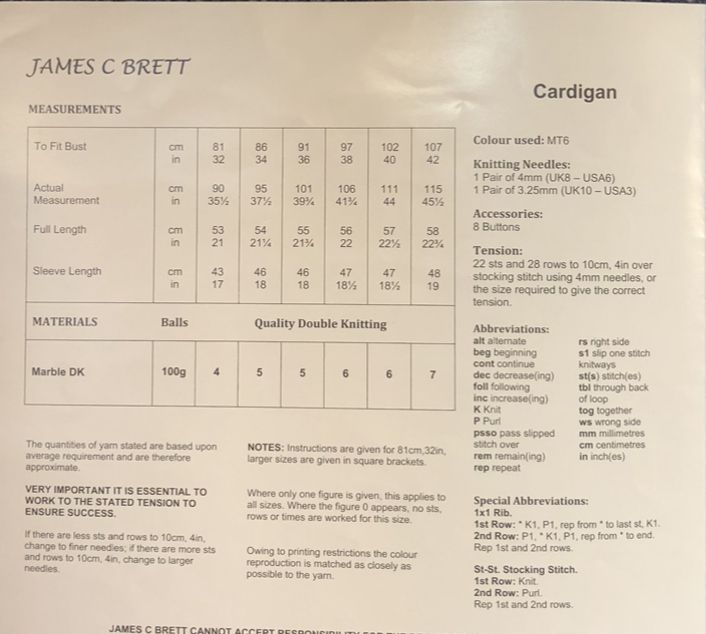 JAMES C BRETT
Cardigan
MEASUREMENTS
To Fit Bust cm 81 86 91 97 102 107
in 32 34 36 38 40 42
Actual cm 90 95 101 106 111 115
Measurement in 35½ 37½ 39¾ 41¾ 44 45½
Full Length cm 53 54 55 56 57 58
in 21 21¼ 21¾ 22 22½ 22¾
Sleeve Length cm 43 46 46 47 47 48
in 17 18 18 18½ 18½ 19
MATERIALS Balls Quality Double Knitting
Marble DK 100g 4 5 5 6 6 7
The quantities of yarn stated are based upon
average requirement and are therefore
approximate.
VERY IMPORTANT IT IS ESSENTIAL TO
WORK TO THE STATED TENSION TO
ENSURE SUCCESS.
If there are less sts and rows to 10cm, 4in,
change to finer needles; if there are more sts
and rows to 10cm, 4in, change to larger
needles.
NOTES: Instructions are given for 81cm,32in,
larger sizes are given in square brackets.
Where only one figure is given, this applies to
all sizes. Where the figure 0 appears, no sts,
rows or times are worked for this size.
Owing to printing restrictions the colour
reproduction is matched as closely as
possible to the yarn.
Colour used: MT6
Knitting Needles:
1 Pair of 4mm (UK8 – USA6)
1 Pair of 3.25mm (UK10 – USA3)
Accessories:
8 Buttons
Tension:
22 sts and 28 rows to 10cm, 4in over
stocking stitch using 4mm needles, or
the size required to give the correct
tension.
Abbreviations:
alt alternate
beg beginning
cont continue
dec decrease(ing)
foll following
inc increase(ing)
K Knit
P Purl
psso pass slipped
stitch over
rem remain(ing)
rep repeat
rs right side
s1 slip one stitch
knitways
st(s) stitch(es)
tbl through back
of loop
tog together
ws wrong side
mm millimetres
cm centimetres
in inch(es)
Special Abbreviations:
1x1 Rib.
1st Row: * K1, P1, rep from * to last st, K1.
2nd Row: P1, * K1, P1, rep from * to end.
Rep 1st and 2nd rows.
St-St. Stocking Stitch.
1st Row: Knit.
2nd Row: Purl.
Rep 1st and 2nd rows.
JAMES C BRETT CANNOT ACCEPT RESPONSIBILITY FOR THE